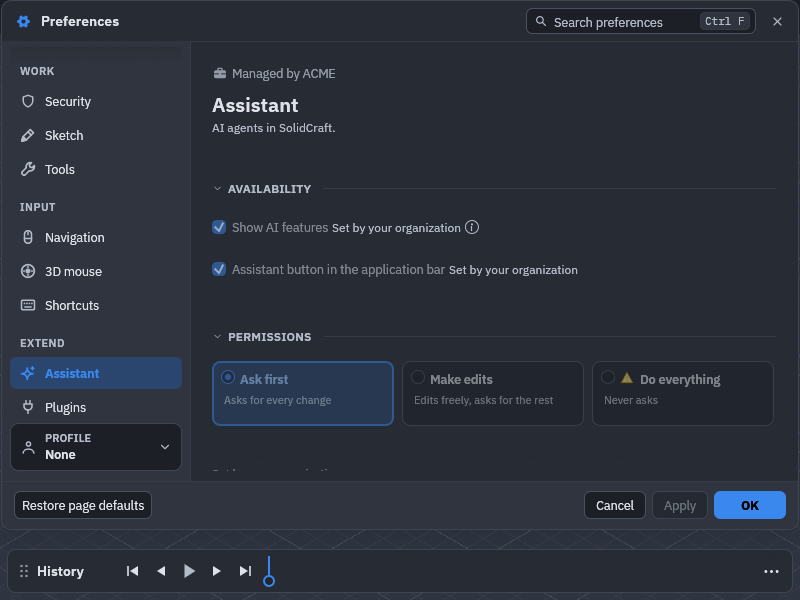 Preferences
Search preferences Ctrl F
WORK
Security
Sketch
Tools
INPUT
Navigation
3D mouse
Shortcuts
EXTEND
Assistant
Plugins
PROFILE
None
Managed by ACME
Assistant
AI agents in SolidCraft.
AVAILABILITY
Show AI features Set by your organization
Assistant button in the application bar Set by your organization
PERMISSIONS
Ask first
Asks for every change
Make edits
Edits freely, asks for the rest
Do everything
Never asks
Restore page defaults
Cancel
Apply
OK
History